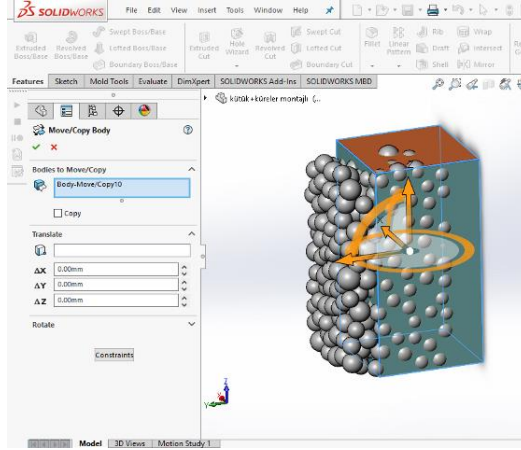 SOLIDWORKS File Edit View Insert Tools Window Help
Extruded Boss/Base
Revolved Boss/Base
Swept Boss/Base
Lofted Boss/Base
Boundary Boss/Base
Extruded Cut
Hole Wizard
Revolved Cut
Swept Cut
Lofted Cut
Boundary Cut
Fillet
Linear Pattern
Rib
Draft
Shell
Wrap
Intersect
Mirror
Features Sketch Mold Tools Evaluate DimXpert SOLIDWORKS Add-Ins SOLIDWORKS MBD
kütük+küreler montajlı (...
Move/Copy Body
Bodies to Move/Copy
Body-Move/Copy10
Copy
Translate
ΔX 0.00mm
ΔY 0.00mm
ΔZ 0.00mm
Rotate
Constraints
Z
Y
Model 3D Views Motion Study 1